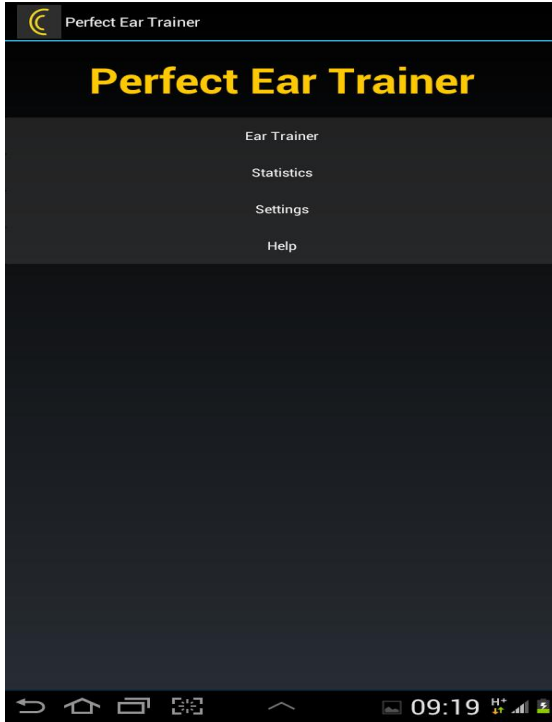 Perfect Ear Trainer
Perfect Ear Trainer
Ear Trainer
Statistics
Settings
Help
09:19 H+